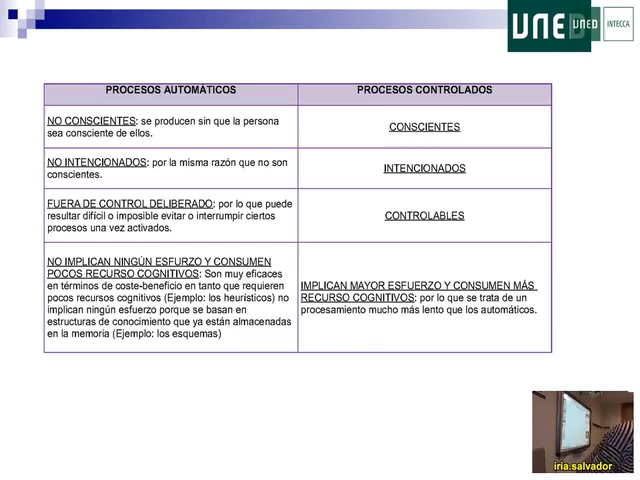 UNED
UNED
INTECCA
PROCESOS AUTOMÁTICOS
PROCESOS CONTROLADOS
NO CONSCIENTES: se producen sin que la persona
sea consciente de ellos.
CONSCIENTES
NO INTENCIONADOS: por la misma razón que no son
conscientes.
INTENCIONADOS
FUERA DE CONTROL DELIBERADO: por lo que puede
resultar difícil o imposible evitar o interrumpir ciertos
procesos una vez activados.
CONTROLABLES
NO IMPLICAN NINGÚN ESFURZO Y CONSUMEN
POCOS RECURSO COGNITIVOS: Son muy eficaces
en términos de coste-beneficio en tanto que requieren
pocos recursos cognitivos (Ejemplo: los heurísticos) no
implican ningún esfuerzo porque se basan en
estructuras de conocimiento que ya están almacenadas
en la memoria (Ejemplo: los esquemas)
IMPLICAN MAYOR ESFUERZO Y CONSUMEN MÁS
RECURSO COGNITIVOS: por lo que se trata de un
procesamiento mucho más lento que los automáticos.
iria.salvador